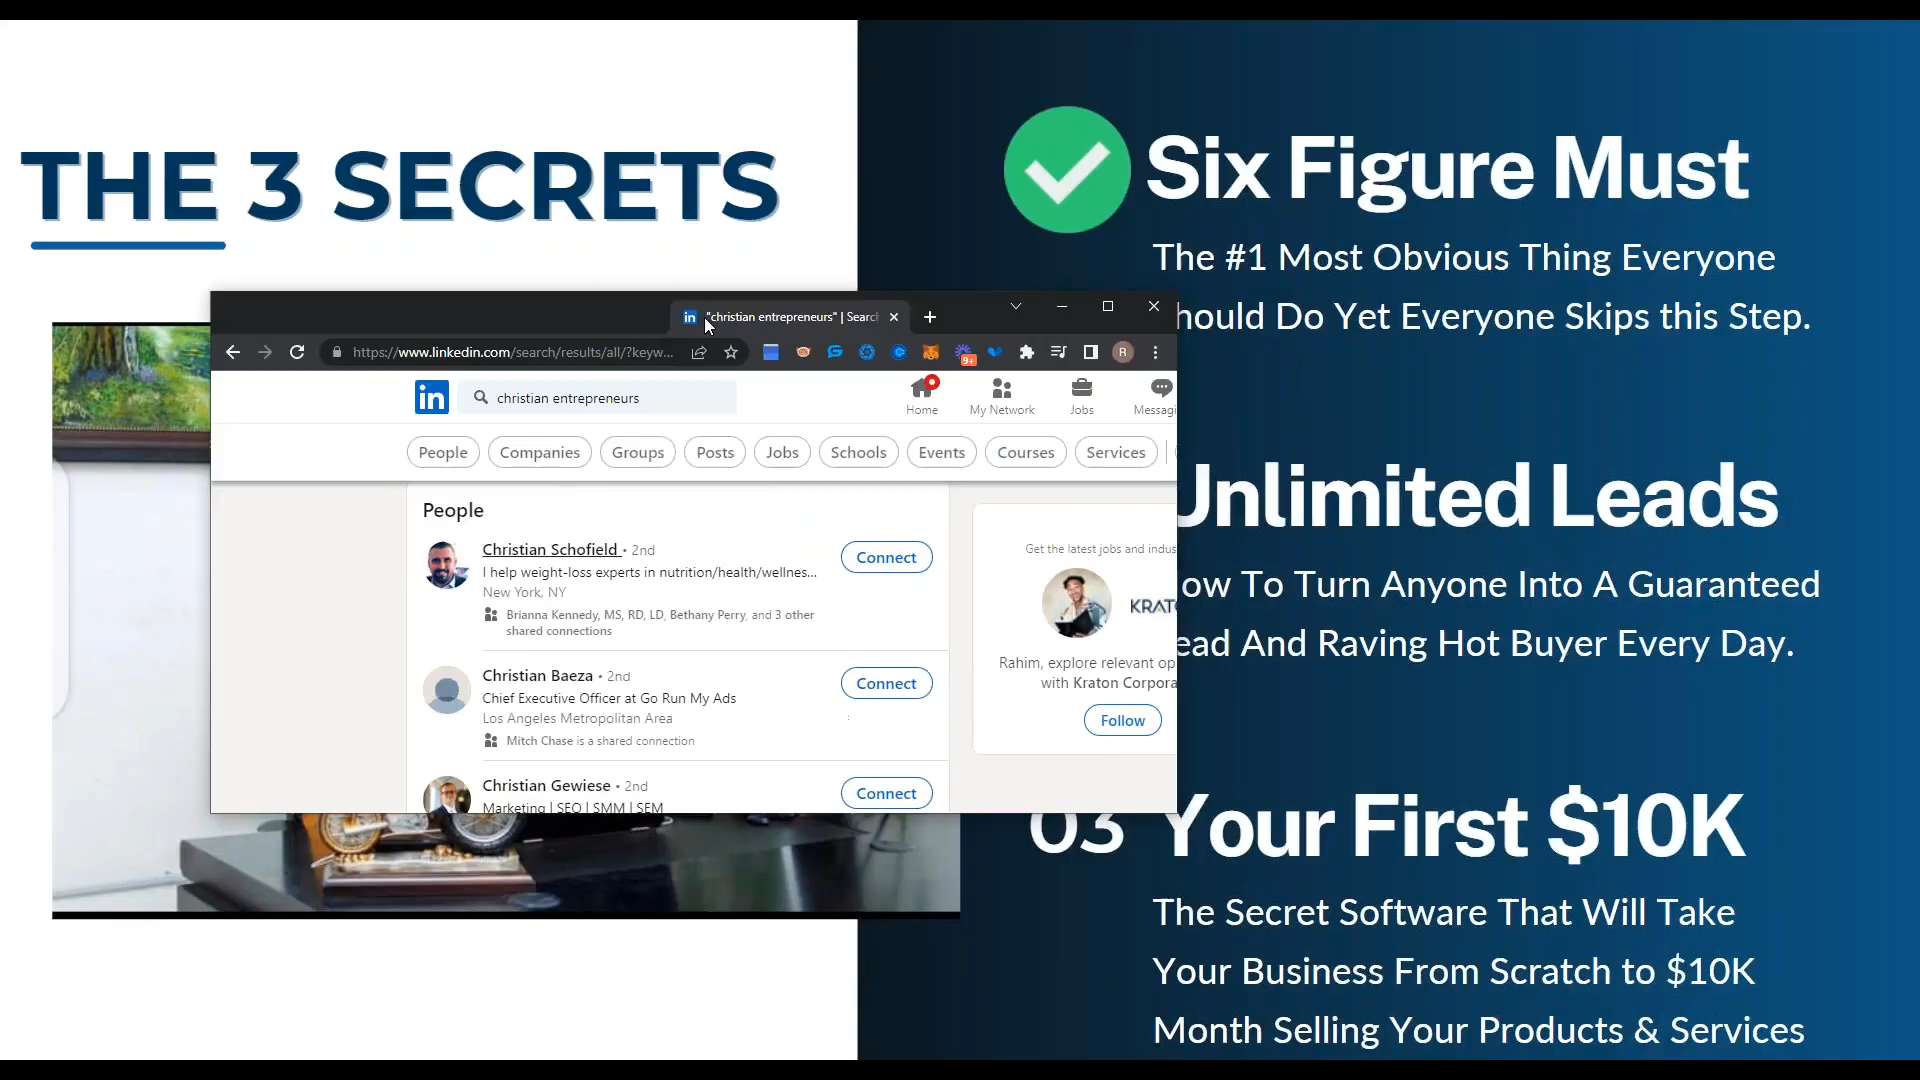 THE 3 SECRETS
Six Figure Must
The #1 Most Obvious Thing Everyone
hould Do Yet Everyone Skips this Step.
"christian entrepreneurs" | Searc
https://www.linkedin.com/search/results/all/?keyw...
9+
R
in
christian entrepreneurs
Home
My Network
Jobs
Messagi
People
Companies
Groups
Posts
Jobs
Schools
Events
Courses
Services
People
Christian Schofield • 2nd
Connect
I help weight-loss experts in nutrition/health/wellnes...
New York, NY
Brianna Kennedy, MS, RD, LD, Bethany Perry, and 3 other
shared connections
Christian Baeza • 2nd
Connect
Chief Executive Officer at Go Run My Ads
Los Angeles Metropolitan Area
Mitch Chase is a shared connection
Christian Gewiese • 2nd
Connect
Marketing | SEO | SMM | SEM
Get the latest jobs and indus
KRATO
Rahim, explore relevant op
with Kraton Corpora
Follow
Unlimited Leads
ow To Turn Anyone Into A Guaranteed
ead And Raving Hot Buyer Every Day.
03 Your First $10K
The Secret Software That Will Take
Your Business From Scratch to $10K
Month Selling Your Products & Services